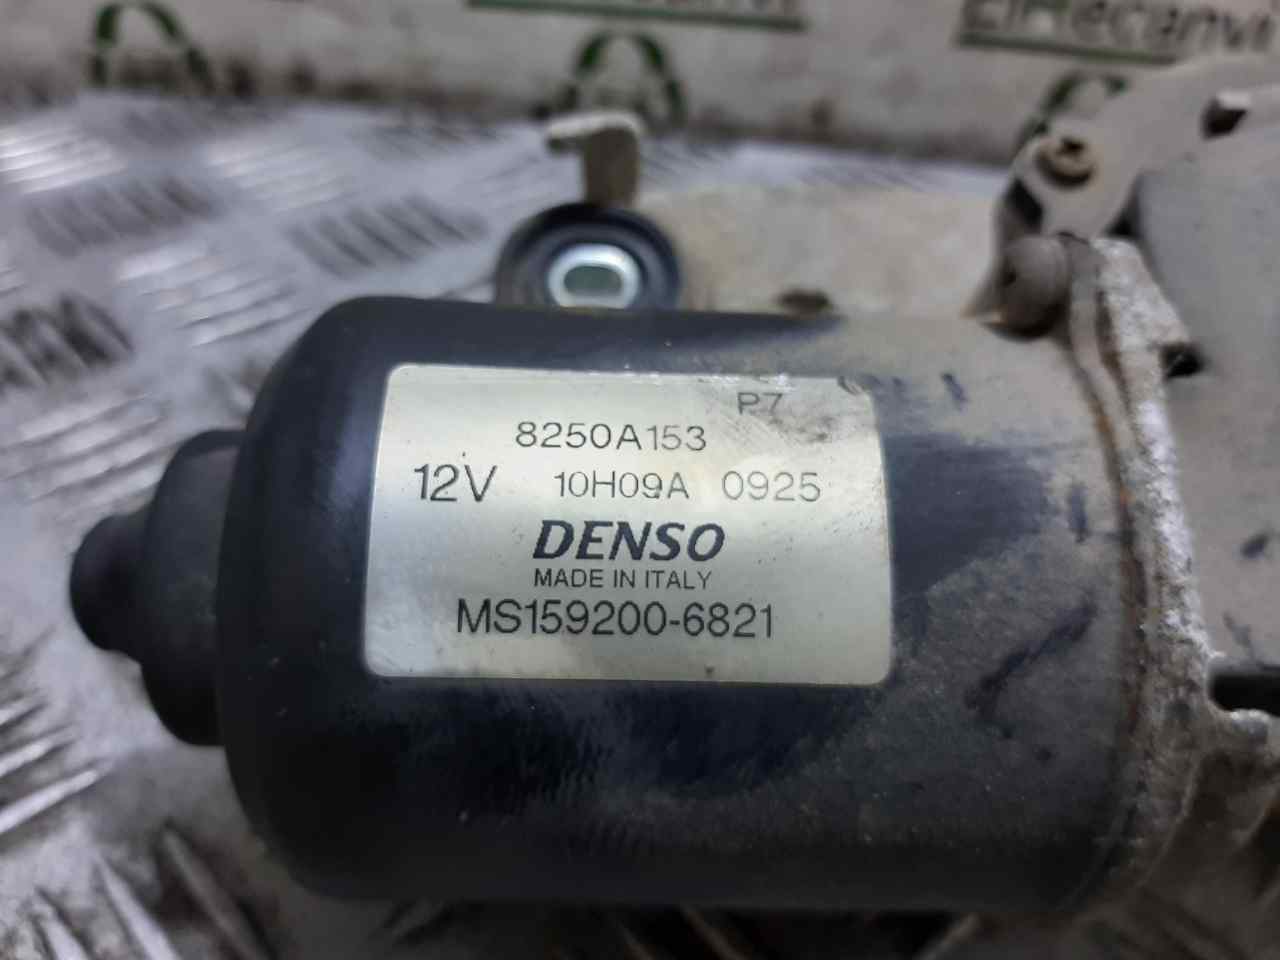 P7
8250A153
12V 10H09A 0925
DENSO
MADE IN ITALY
MS159200-6821